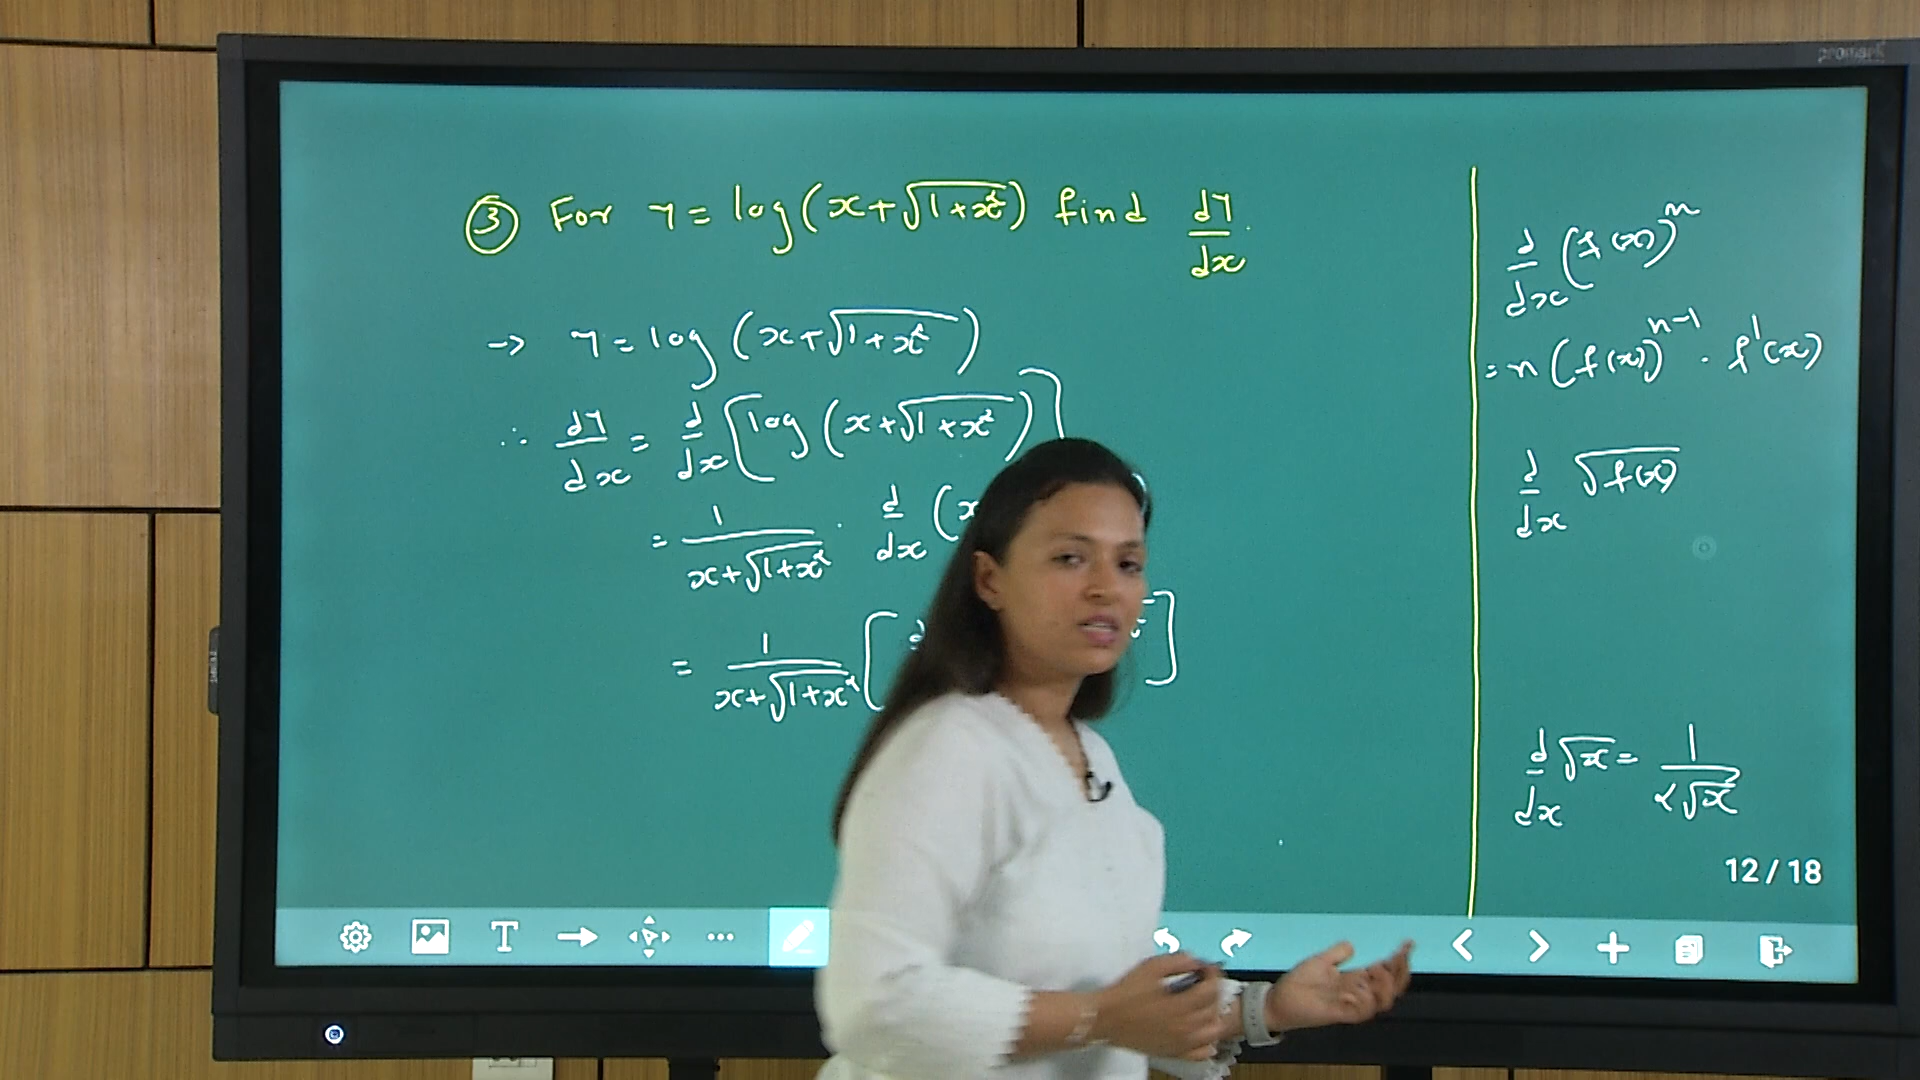 promark
③ For y = log(x+√1+x²) find dy/dx.
→ y = log (x+√1+x²)
∴ dy/dx = d/dx [log (x+√1+x²)]
= 1/(x+√1+x²) · d/dx (x
= 1/(x+√1+x²) [
d/dx (f(x))ⁿ
= n (f(x))ⁿ⁻¹ · f'(x)
d/dx √f(x)
d/dx √x = 1/(2√x)
12/18
T